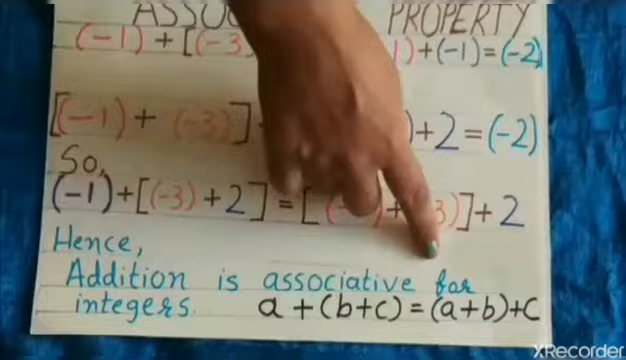 PROPERTY
(-1) + [(-3) +(-1)=(-2)
[(-1)+ (-3)] )+2=(-2)
So,
(-1)+[(-3)+2]=[ + 3)]+2
Hence,
Addition is associative for
integers. a+(b+c)=(a+b)+c
XRecorder